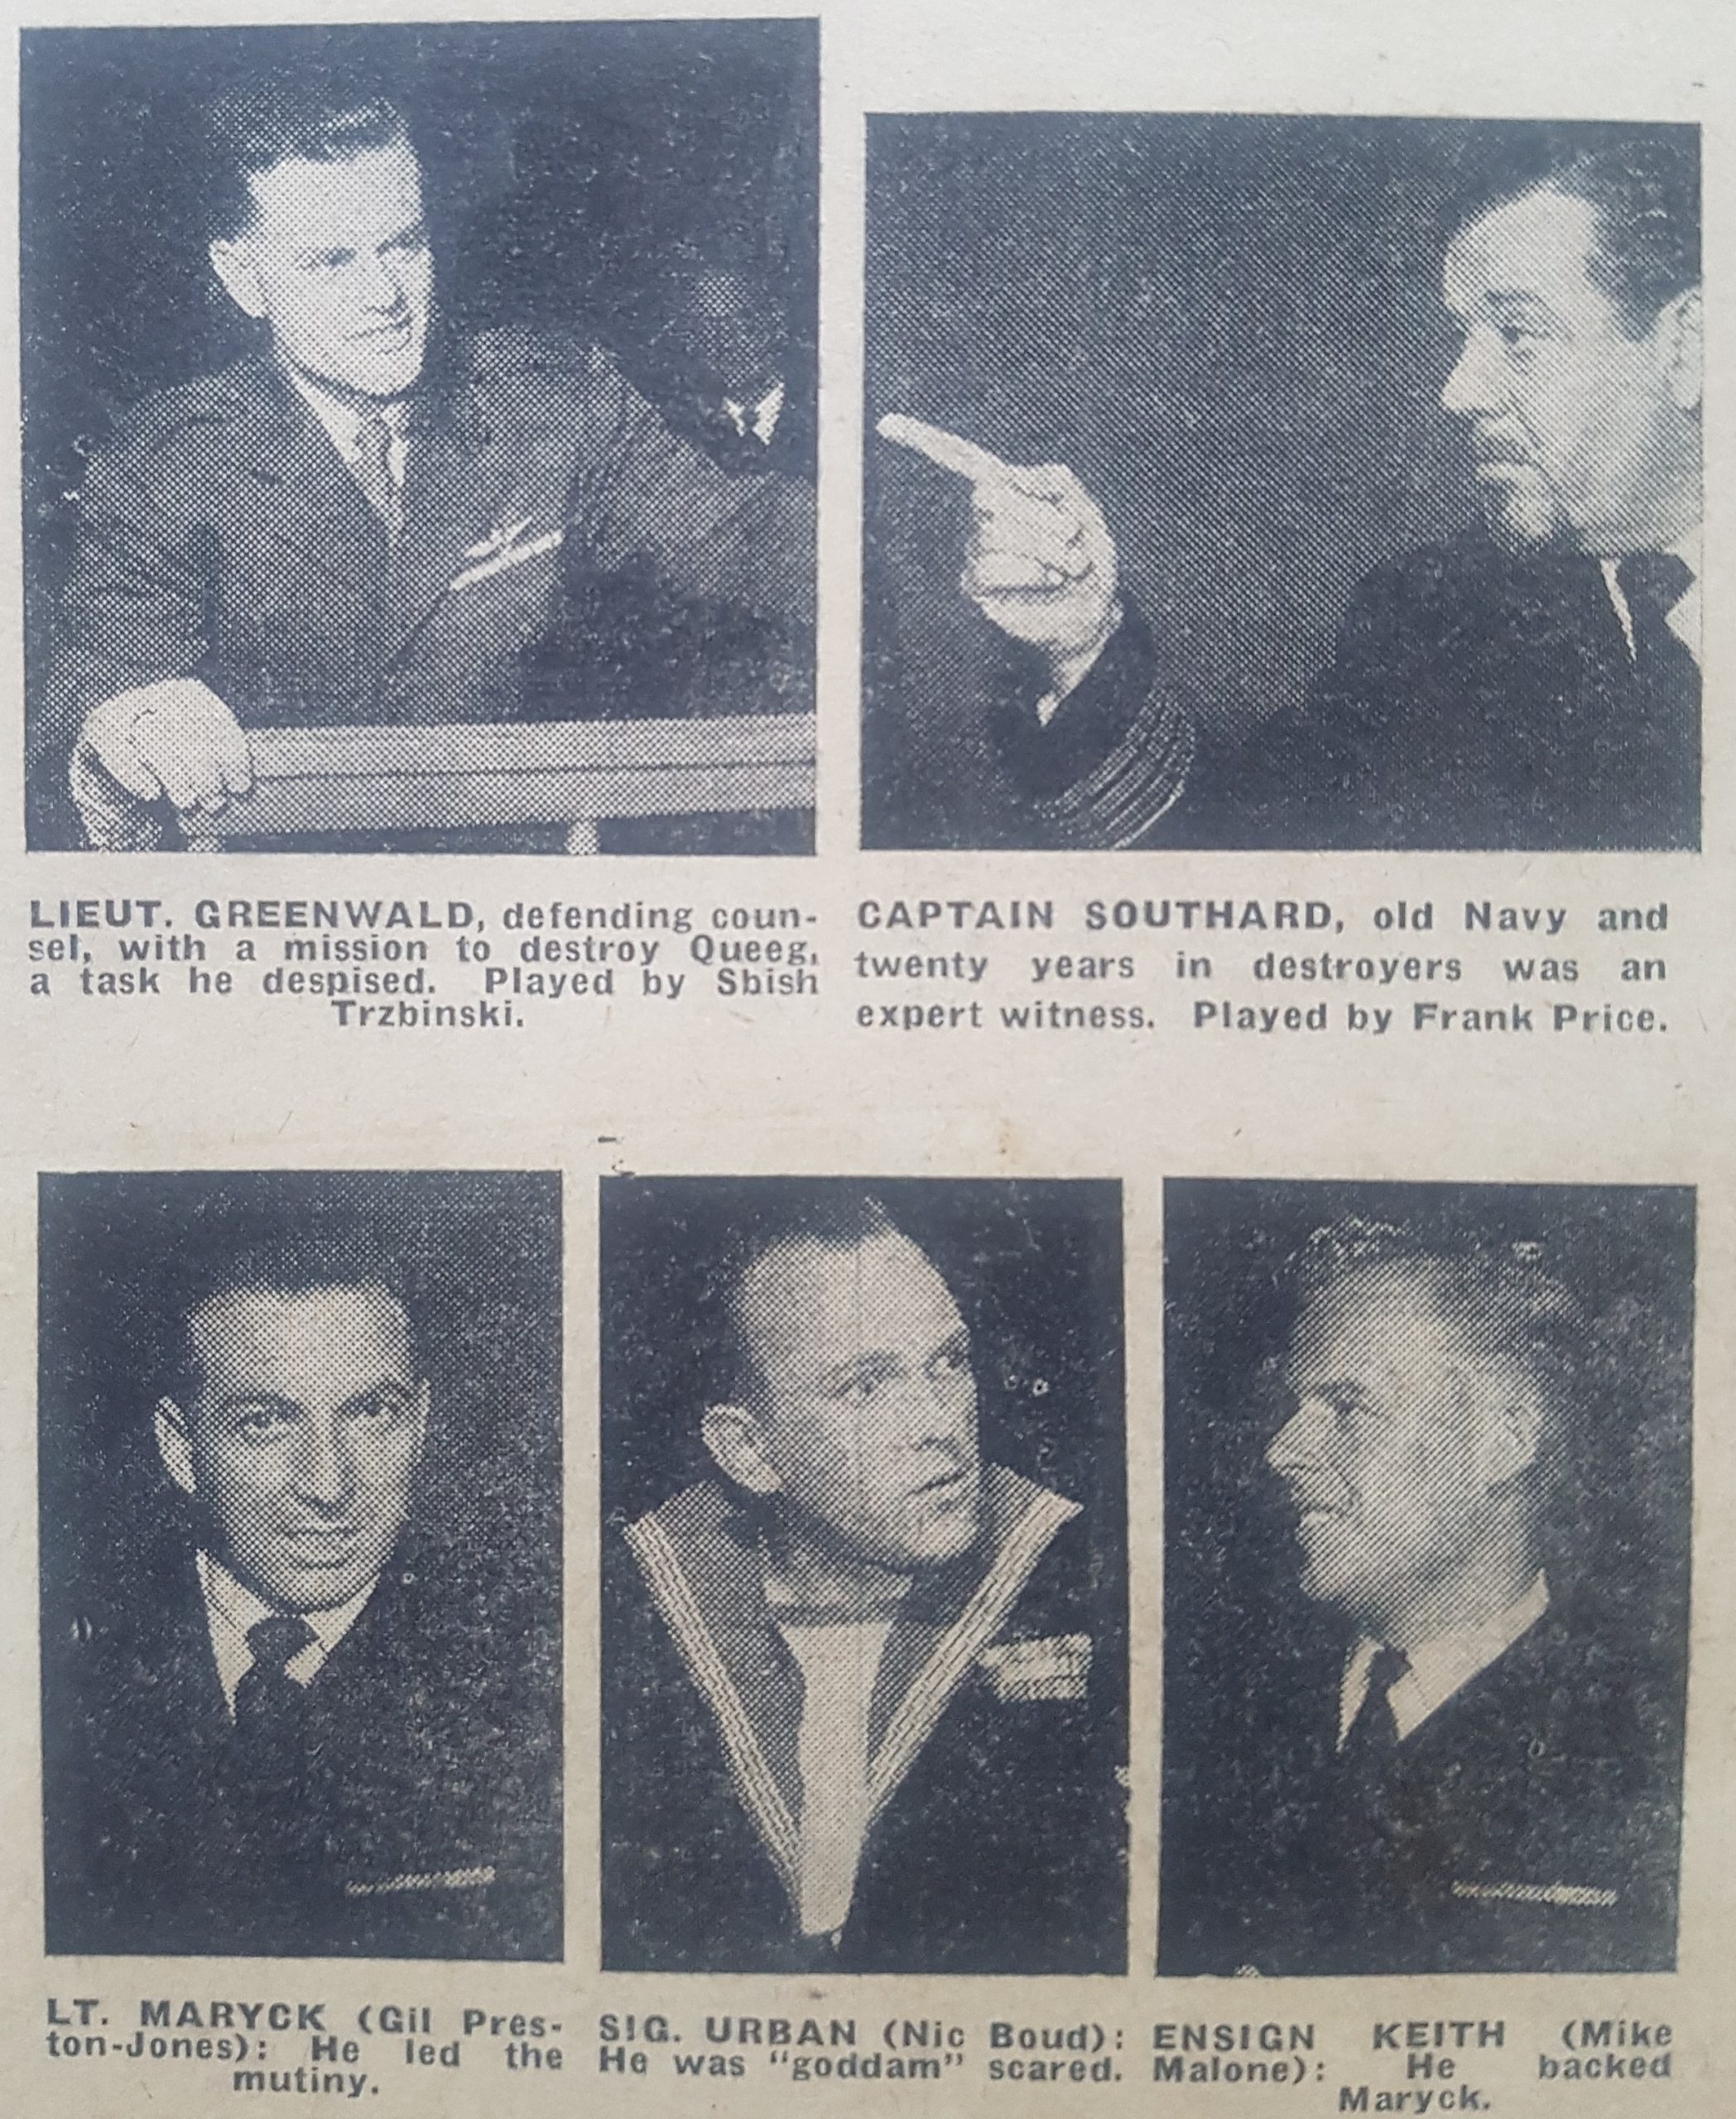 LIEUT. GREENWALD, defending coun-
sel, with a mission to destroy Queeg,
a task he despised. Played by Sbish
Trzbinski.
CAPTAIN SOUTHARD, old Navy and
twenty years in destroyers was an
expert witness. Played by Frank Price.
LT. MARYCK (Gil Pres-
ton-Jones): He led the
mutiny.
SIG. URBAN (Nic Boud):
He was "goddam" scared.
ENSIGN KEITH (Mike
Malone): He backed
Maryck.